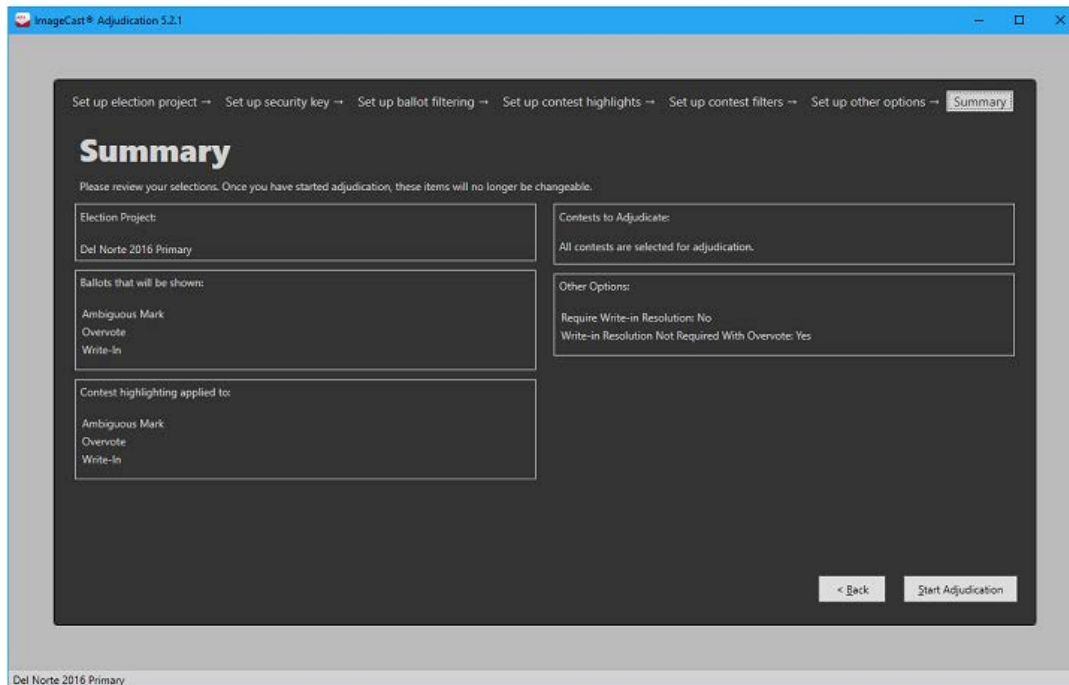 ImageCast® Adjudication 5.2.1
Set up election project → Set up security key → Set up ballot filtering → Set up contest highlights → Set up contest filters → Set up other options → Summary
Summary
Please review your selections. Once you have started adjudication, these items will no longer be changeable.
Election Project:
Del Norte 2016 Primary
Ballots that will be shown:
Ambiguous Mark
Overvote
Write-In
Contest highlighting applied to:
Ambiguous Mark
Overvote
Write-In
Contests to Adjudicate:
All contests are selected for adjudication.
Other Options:
Require Write-in Resolution: No
Write-in Resolution Not Required With Overvote: Yes
< Back
Start Adjudication
Del Norte 2016 Primary